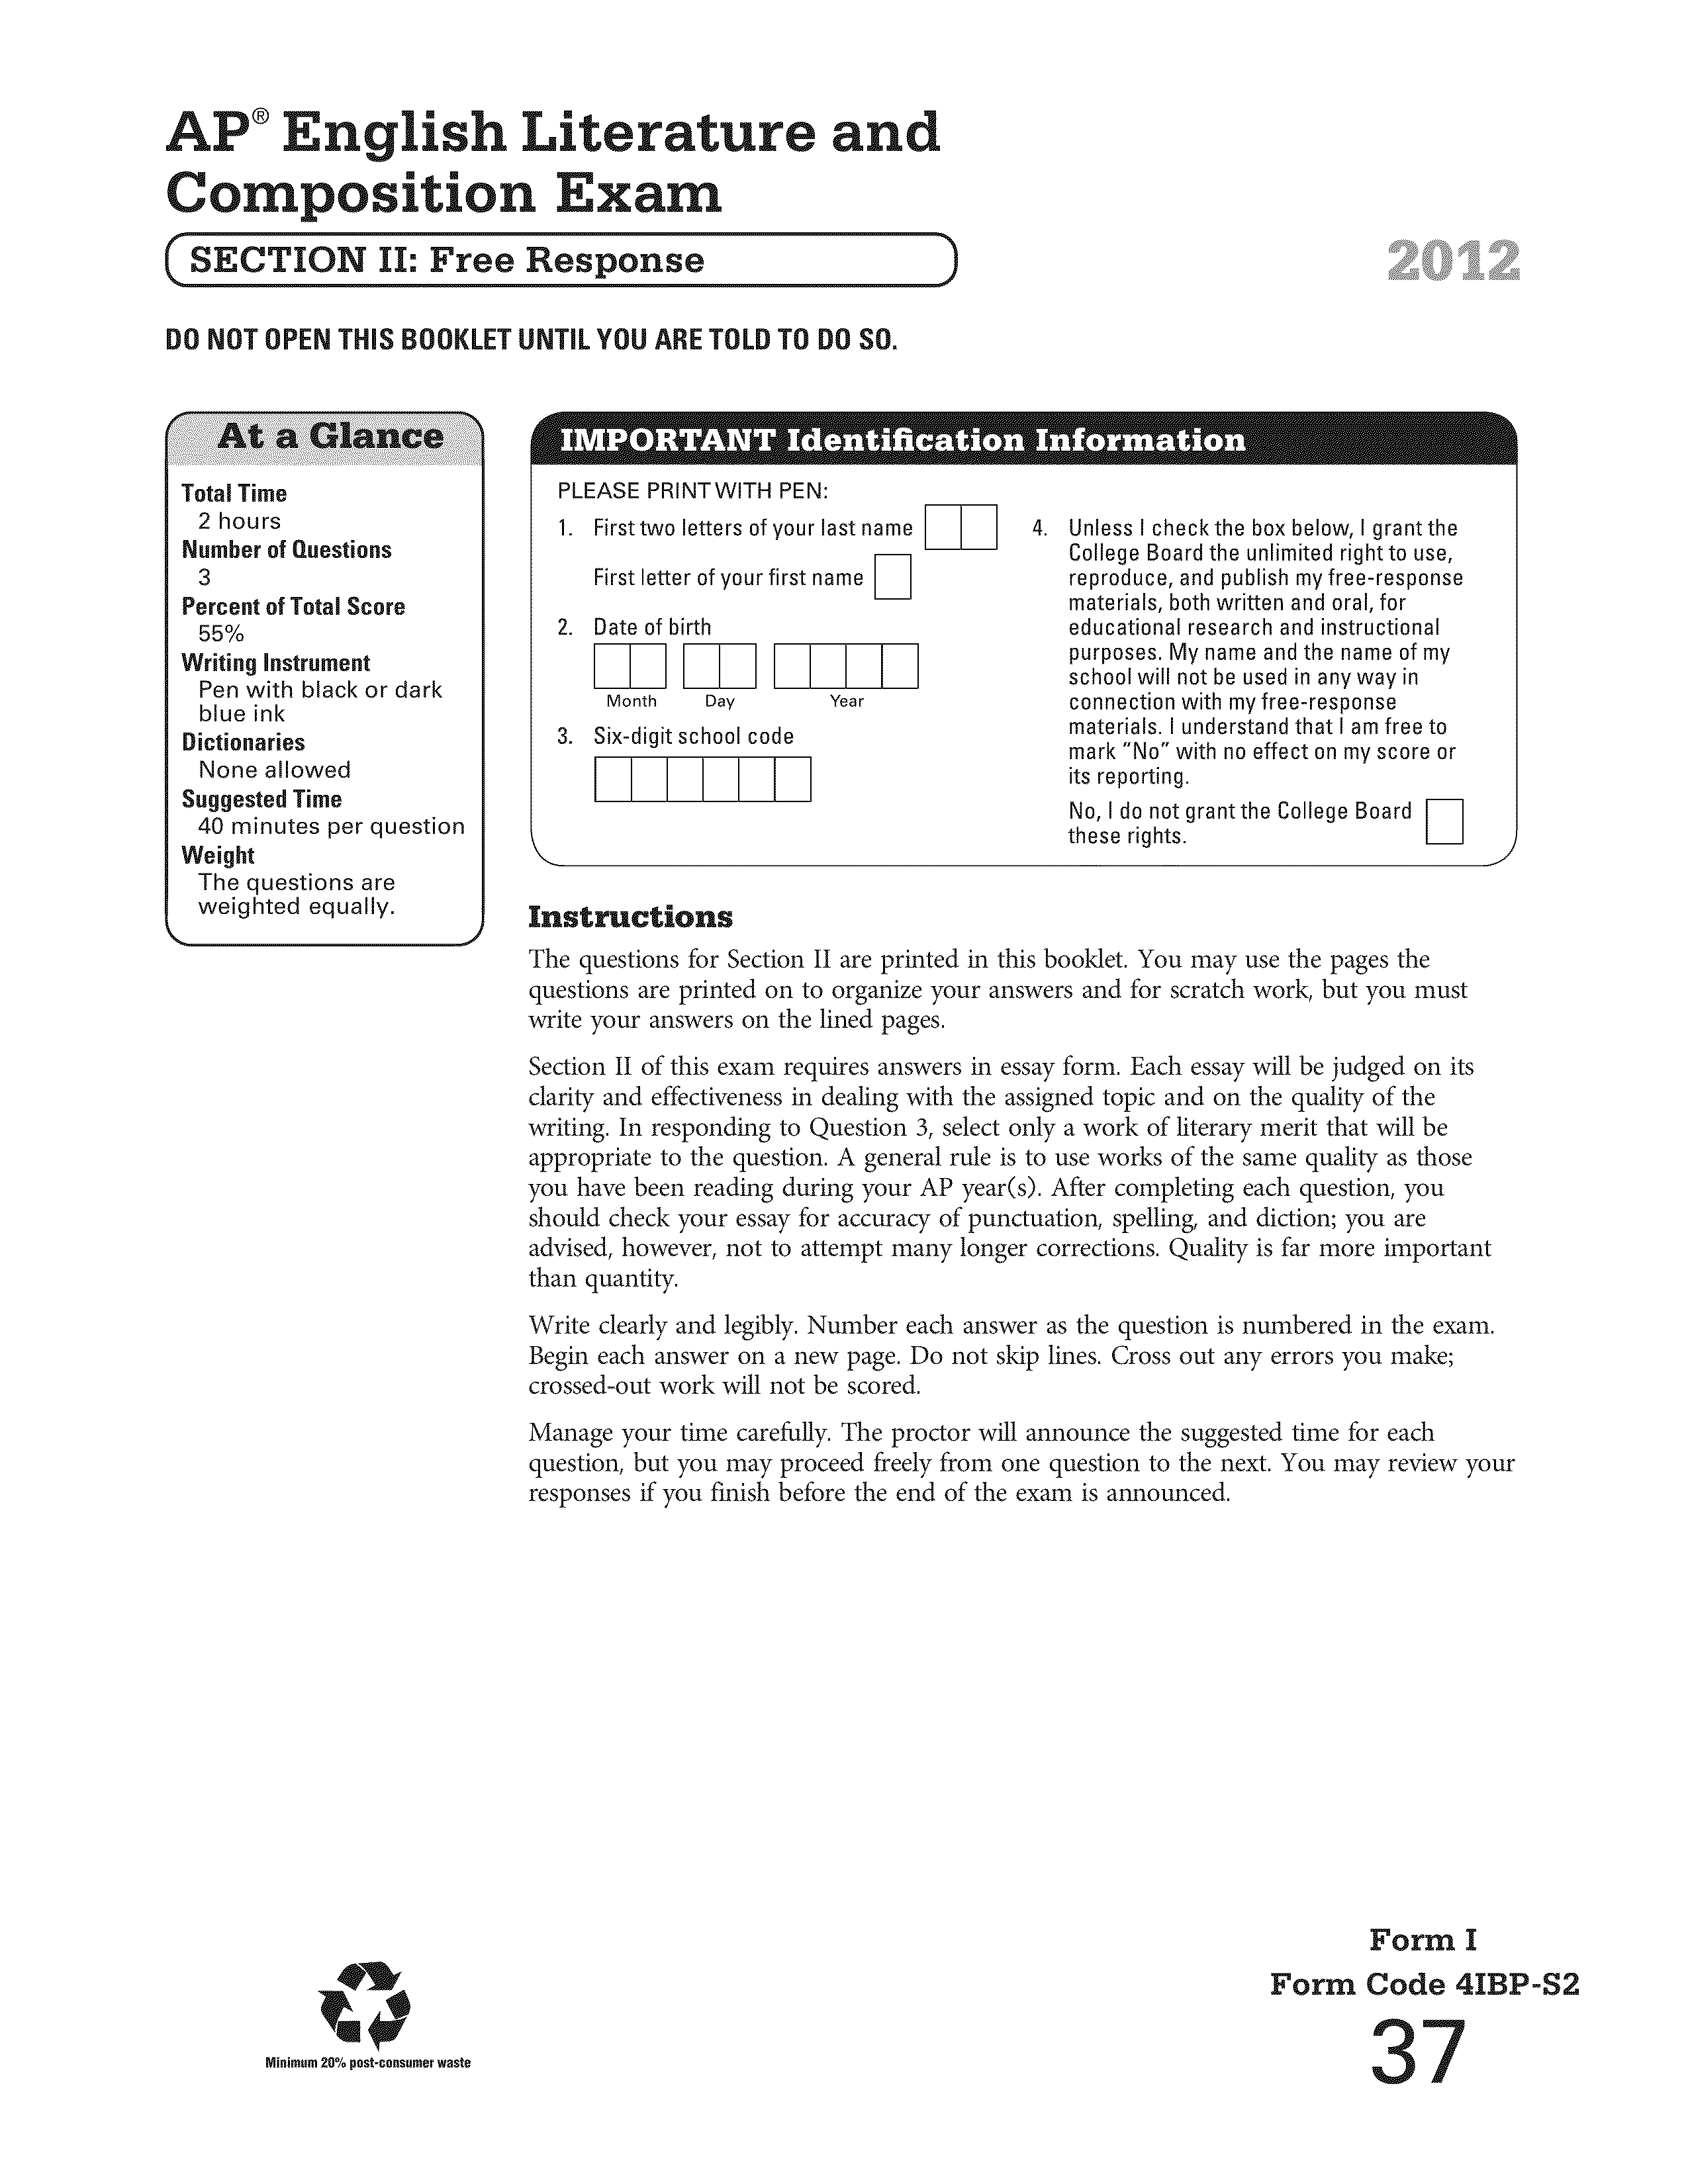 AP® English Literature and
Composition Exam
SECTION II: Free Response
2012
DO NOT OPEN THIS BOOKLET UNTIL YOU ARE TOLD TO DO SO.
At a Glance
Total Time
2 hours
Number of Questions
3
Percent of Total Score
55%
Writing Instrument
Pen with black or dark
blue ink
Dictionaries
None allowed
Suggested Time
40 minutes per question
Weight
The questions are
weighted equally.
IMPORTANT Identification Information
PLEASE PRINT WITH PEN:
1. First two letters of your last name
First letter of your first name
2. Date of birth
Month Day Year
3. Six-digit school code
4. Unless I check the box below, I grant the
College Board the unlimited right to use,
reproduce, and publish my free-response
materials, both written and oral, for
educational research and instructional
purposes. My name and the name of my
school will not be used in any way in
connection with my free-response
materials. I understand that I am free to
mark "No" with no effect on my score or
its reporting.
No, I do not grant the College Board
these rights.
Instructions
The questions for Section II are printed in this booklet. You may use the pages the
questions are printed on to organize your answers and for scratch work, but you must
write your answers on the lined pages.
Section II of this exam requires answers in essay form. Each essay will be judged on its
clarity and effectiveness in dealing with the assigned topic and on the quality of the
writing. In responding to Question 3, select only a work of literary merit that will be
appropriate to the question. A general rule is to use works of the same quality as those
you have been reading during your AP year(s). After completing each question, you
should check your essay for accuracy of punctuation, spelling, and diction; you are
advised, however, not to attempt many longer corrections. Quality is far more important
than quantity.
Write clearly and legibly. Number each answer as the question is numbered in the exam.
Begin each answer on a new page. Do not skip lines. Cross out any errors you make;
crossed-out work will not be scored.
Manage your time carefully. The proctor will announce the suggested time for each
question, but you may proceed freely from one question to the next. You may review your
responses if you finish before the end of the exam is announced.
Form I
Form Code 4IBP-S2
37
Minimum 20% post-consumer waste